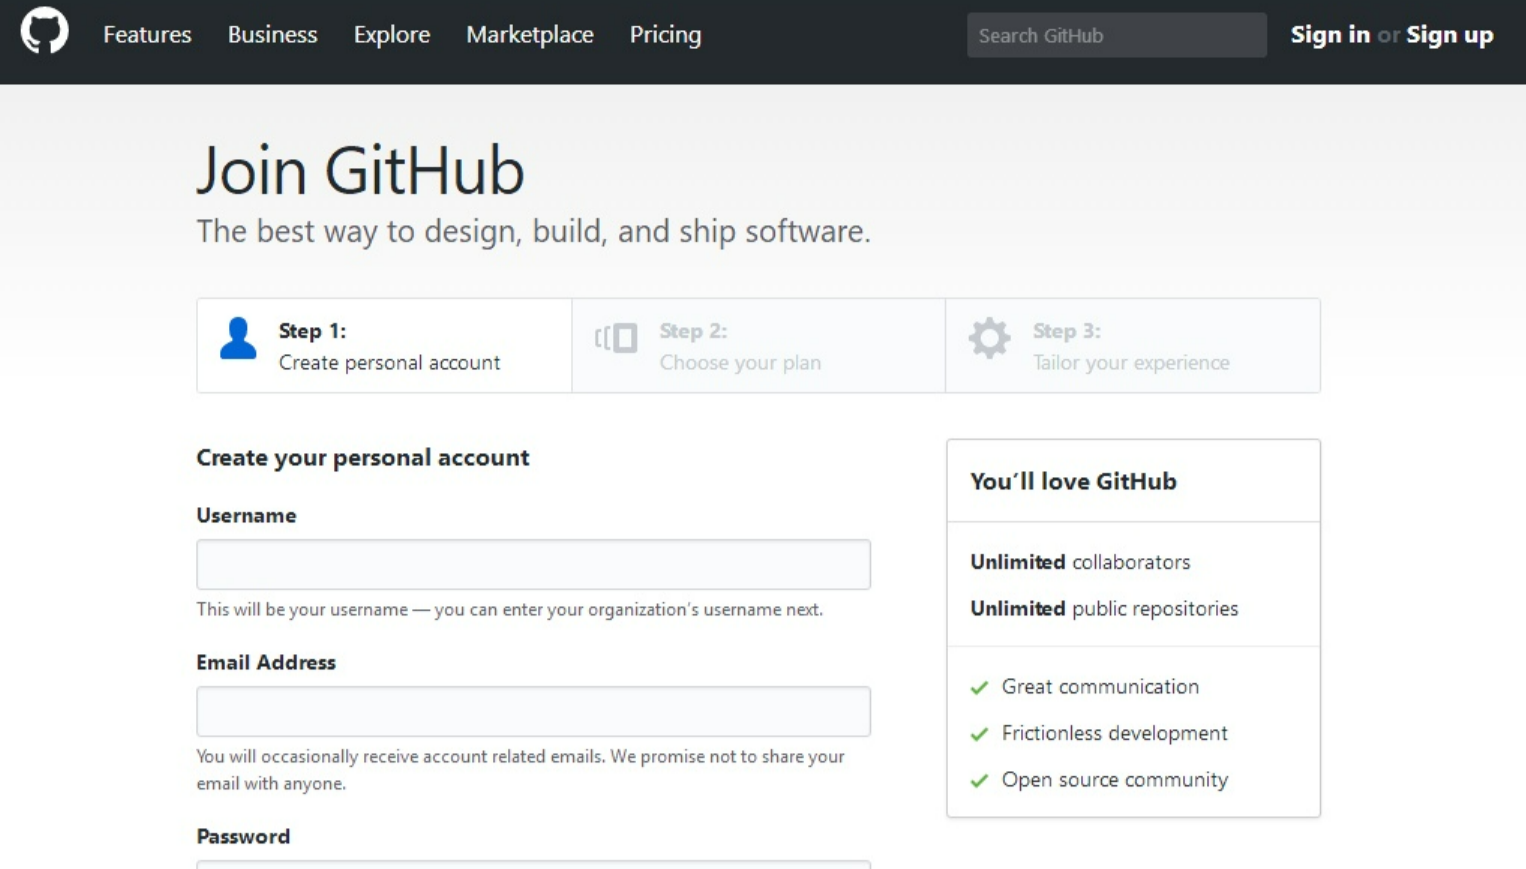 Features Business Explore Marketplace Pricing Search GitHub Sign in or Sign up
Join GitHub
The best way to design, build, and ship software.
Step 1:
Create personal account
Step 2:
Choose your plan
Step 3:
Tailor your experience
Create your personal account
Username
This will be your username — you can enter your organization's username next.
Email Address
You will occasionally receive account related emails. We promise not to share your
email with anyone.
Password
You'll love GitHub
Unlimited collaborators
Unlimited public repositories
Great communication
Frictionless development
Open source community